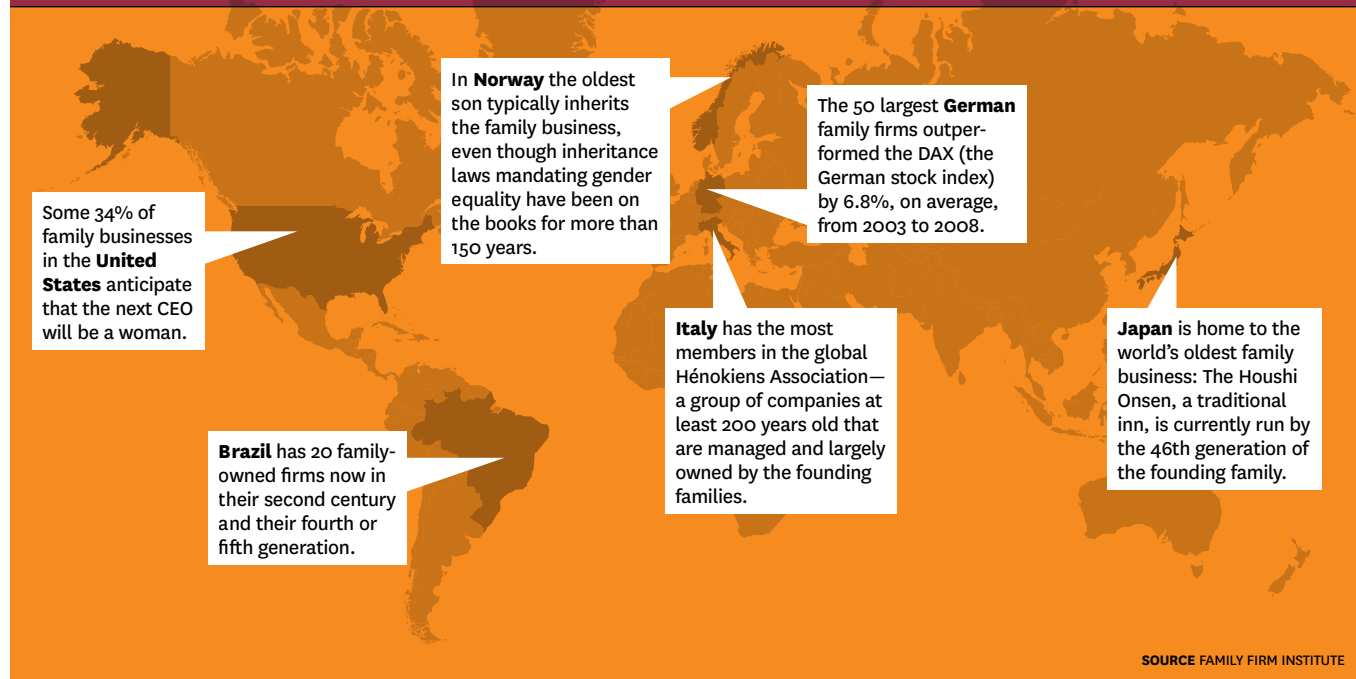 In Norway the oldest
son typically inherits
the family business,
even though inheritance
laws mandating gender
equality have been on
the books for more than
150 years.
The 50 largest German
family firms outper-
formed the DAX (the
German stock index)
by 6.8%, on average,
from 2003 to 2008.
Some 34% of
family businesses
in the United
States anticipate
that the next CEO
will be a woman.
Italy has the most
members in the global
Hénokiens Association—
a group of companies at
least 200 years old that
are managed and largely
owned by the founding
families.
Japan is home to the
world’s oldest family
business: The Houshi
Onsen, a traditional
inn, is currently run by
the 46th generation of
the founding family.
Brazil has 20 family-
owned firms now in
their second century
and their fourth or
fifth generation.
SOURCE FAMILY FIRM INSTITUTE